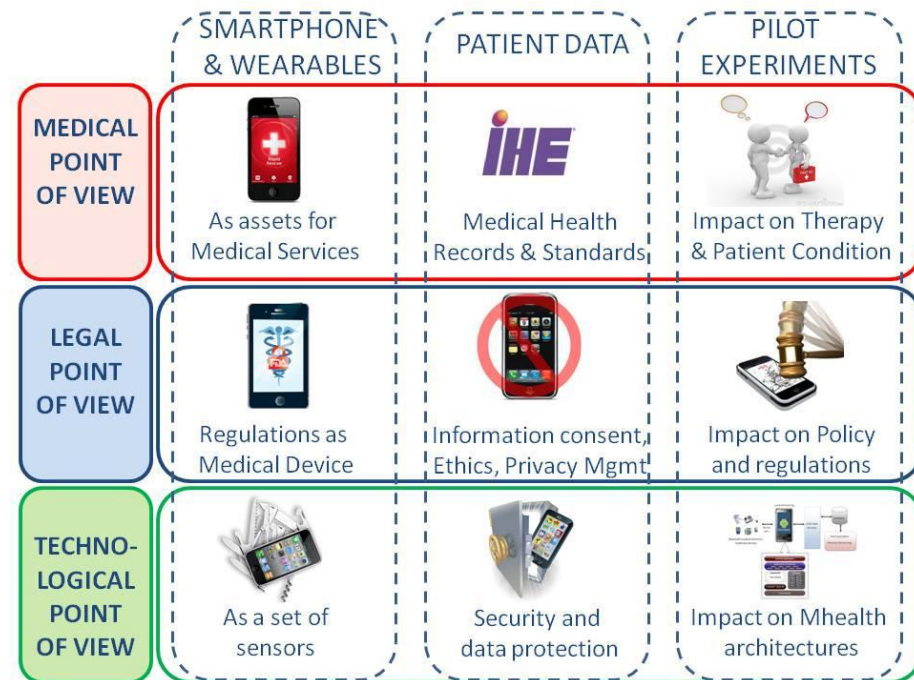 SMARTPHONE
& WEARABLES
PATIENT DATA
PILOT
EXPERIMENTS
MEDICAL
POINT
OF VIEW
IHE
As assets for
Medical Services
Medical Health
Records & Standards
Impact on Therapy
& Patient Condition
LEGAL
POINT
OF VIEW
Regulations as
Medical Device
Information consent,
Ethics, Privacy Mgmt
Impact on Policy
and regulations
TECHNO-
LOGICAL
POINT
OF VIEW
As a set of
sensors
Security and
data protection
Impact on Mhealth
architectures